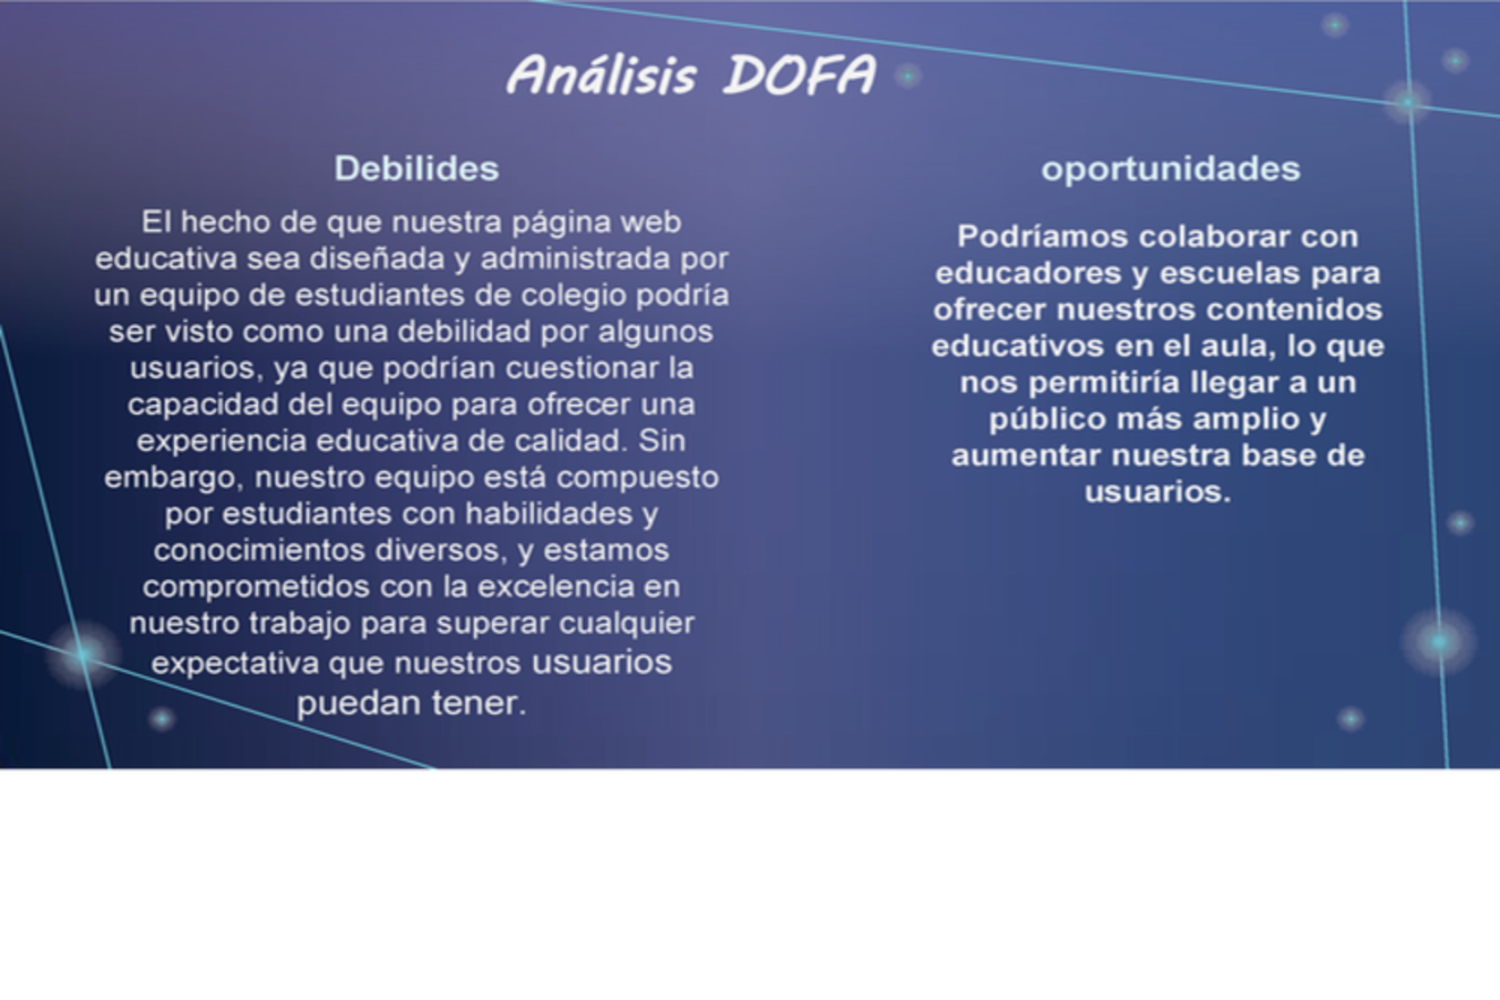 Análisis DOFA
Debilides
El hecho de que nuestra página web
educativa sea diseñada y administrada por
un equipo de estudiantes de colegio podría
ser visto como una debilidad por algunos
usuarios, ya que podrían cuestionar la
capacidad del equipo para ofrecer una
experiencia educativa de calidad. Sin
embargo, nuestro equipo está compuesto
por estudiantes con habilidades y
conocimientos diversos, y estamos
comprometidos con la excelencia en
nuestro trabajo para superar cualquier
expectativa que nuestros usuarios
puedan tener.
oportunidades
Podríamos colaborar con
educadores y escuelas para
ofrecer nuestros contenidos
educativos en el aula, lo que
nos permitiría llegar a un
público más amplio y
aumentar nuestra base de
usuarios.